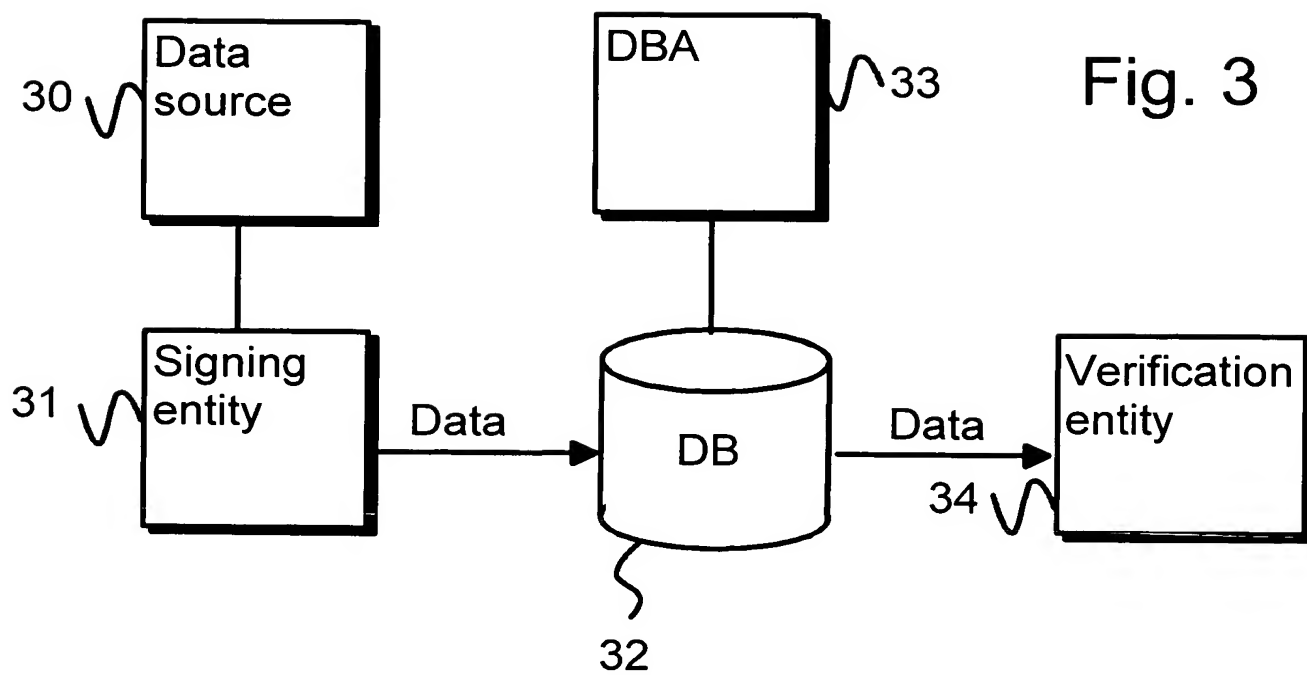 Data
source
30
DBA
33
Fig. 3
Signing
entity
31
Data
DB
Data
Verification
entity
34
32